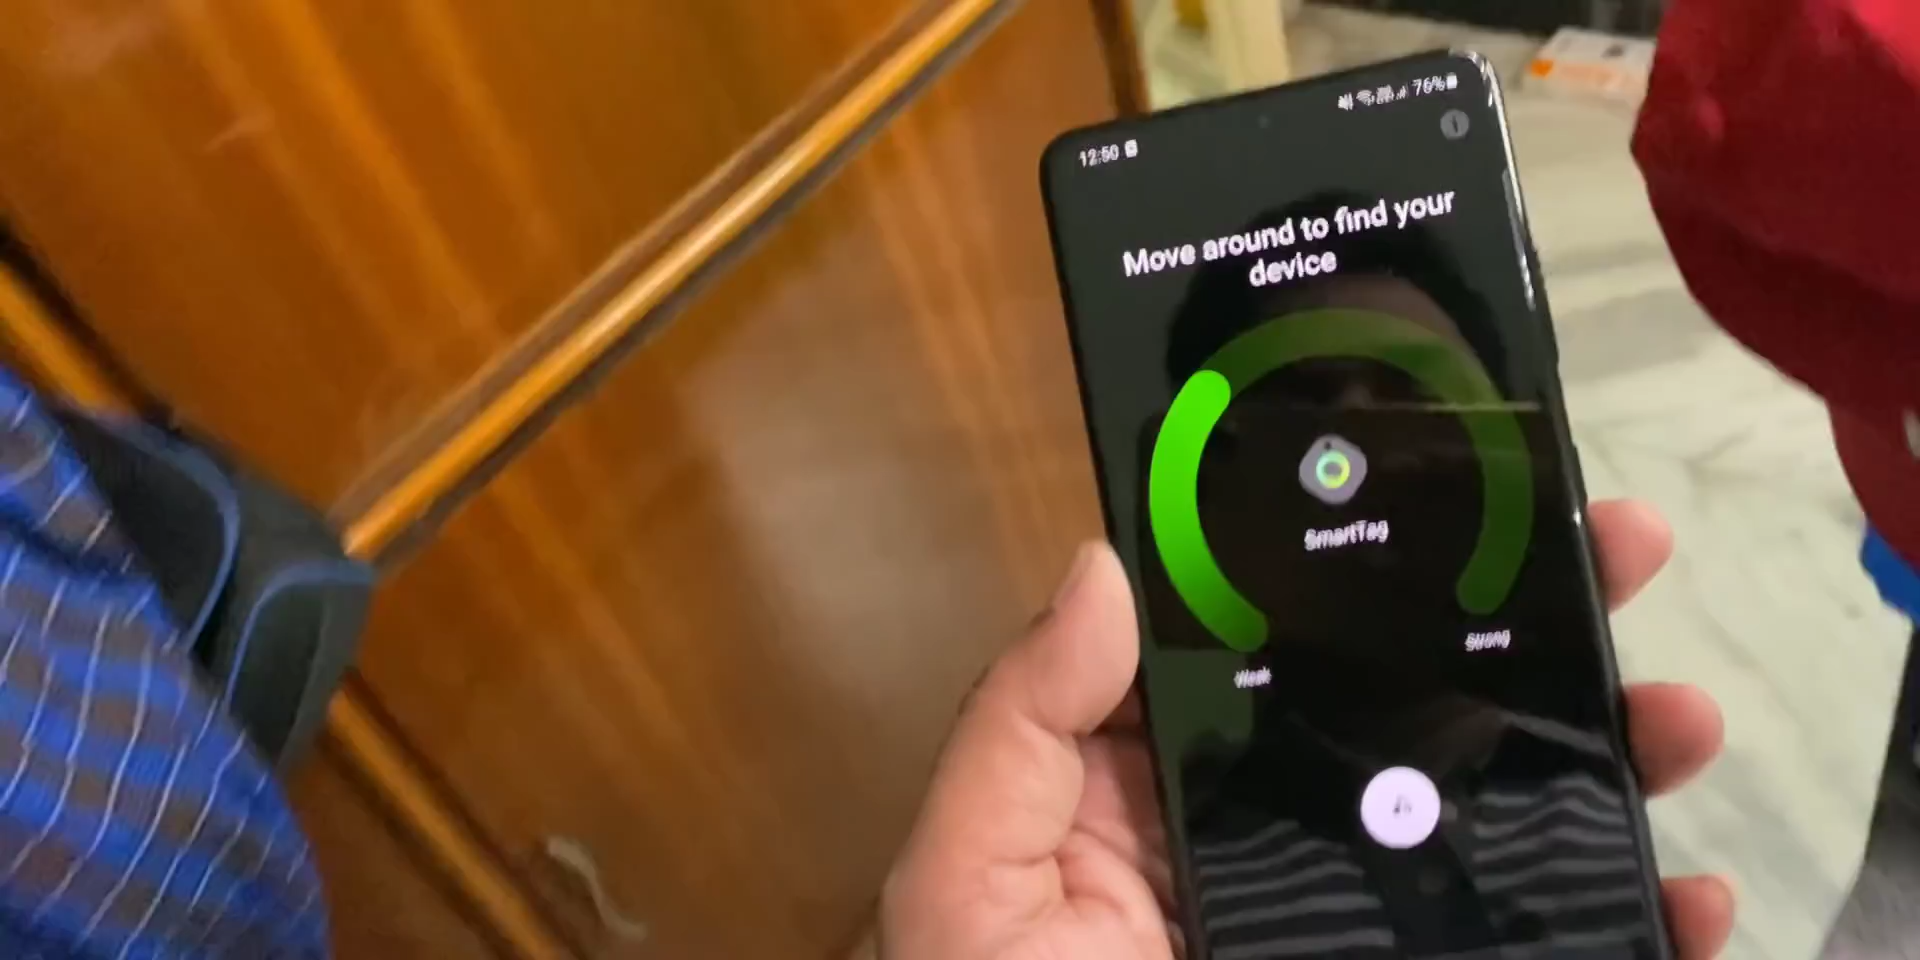 12:50
76%
Move around to find your
device
SmartTag
Weak
Strong